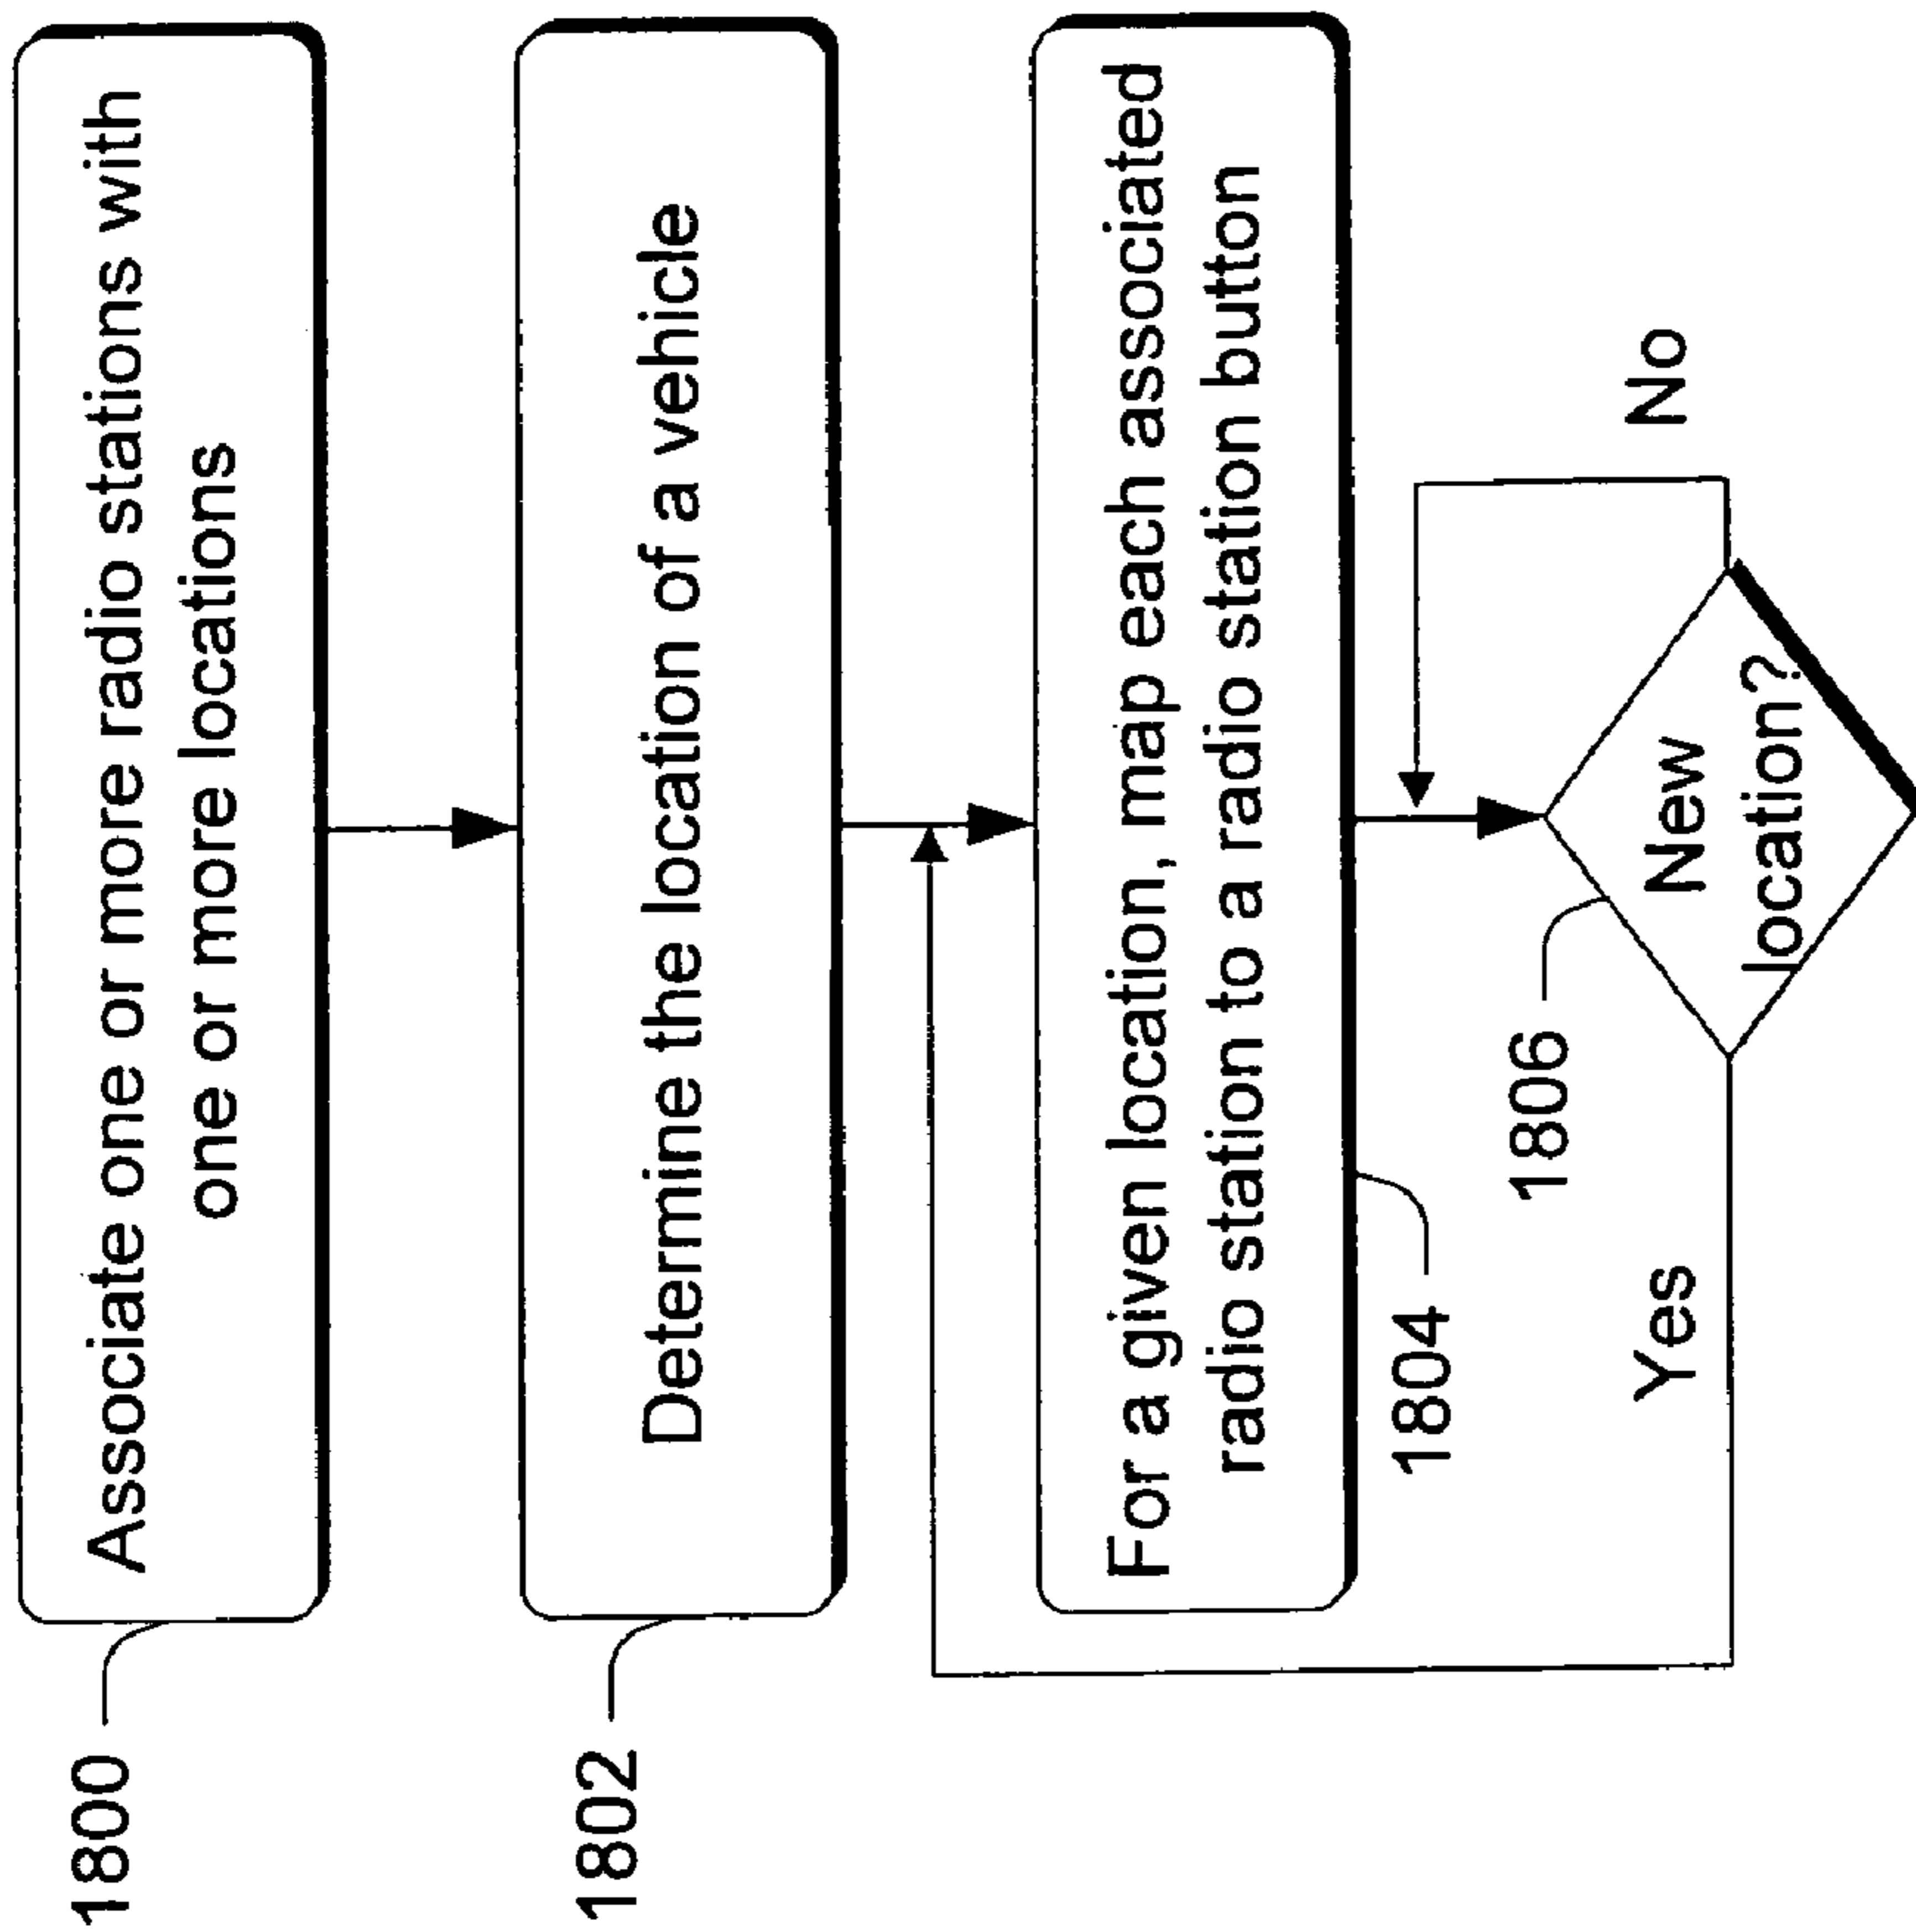 1800
Associate one or more radio stations with
one or more locations
1802
Determine the location of a vehicle
For a given location, map each associated
radio station to a radio station button
1804
1806
New
location?
Yes
No